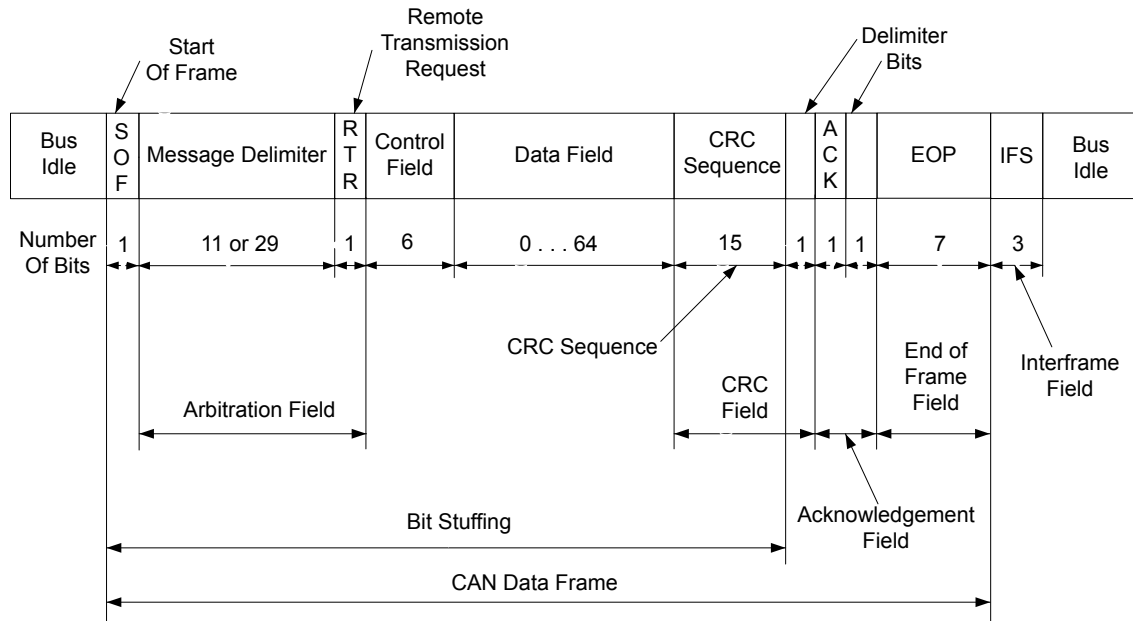 Start
Of Frame
Remote
Transmission
Request
Delimiter
Bits
Bus
Idle
S
O
F
Message Delimiter
R
T
R
Control
Field
Data Field
CRC
Sequence
A
C
K
EOP
IFS
Bus
Idle
Number
Of Bits
1
11 or 29
1
6
0 . . . 64
15
1
1
1
7
3
CRC Sequence
Arbitration Field
CRC
Field
End of
Frame
Field
Interframe
Field
Bit Stuffing
Acknowledgement
Field
CAN Data Frame